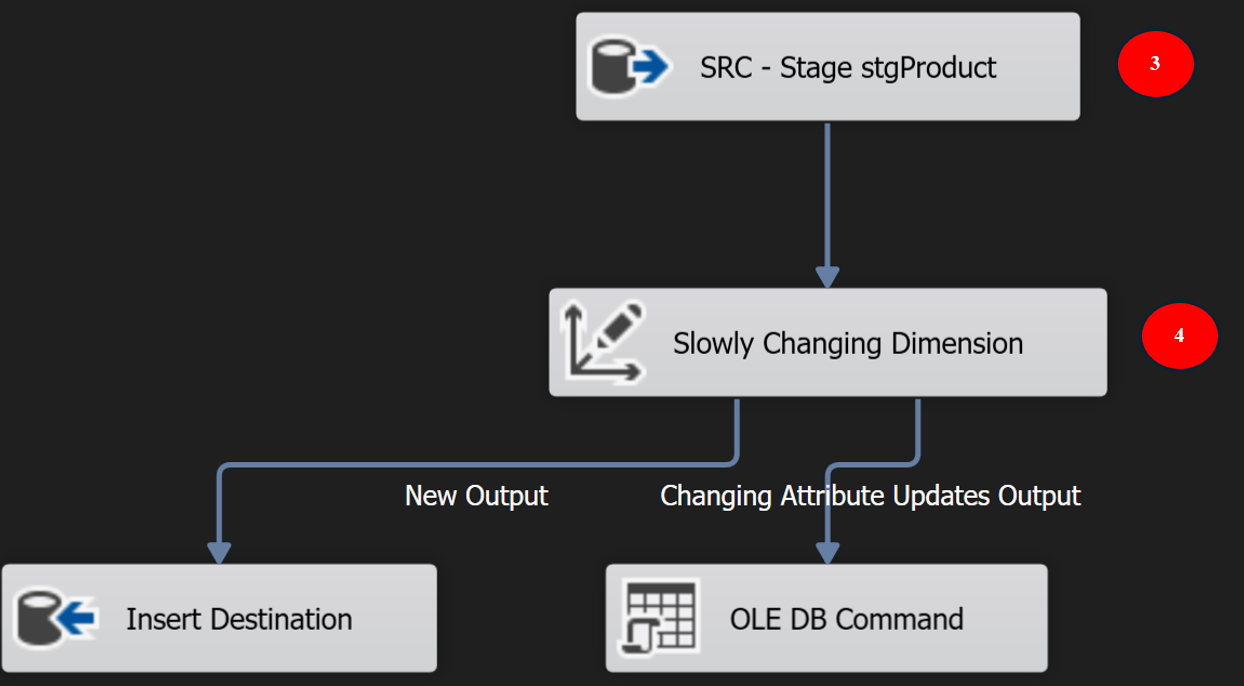 SRC - Stage stgProduct
3
Slowly Changing Dimension
4
New Output
Changing Attribute Updates Output
Insert Destination
OLE DB Command